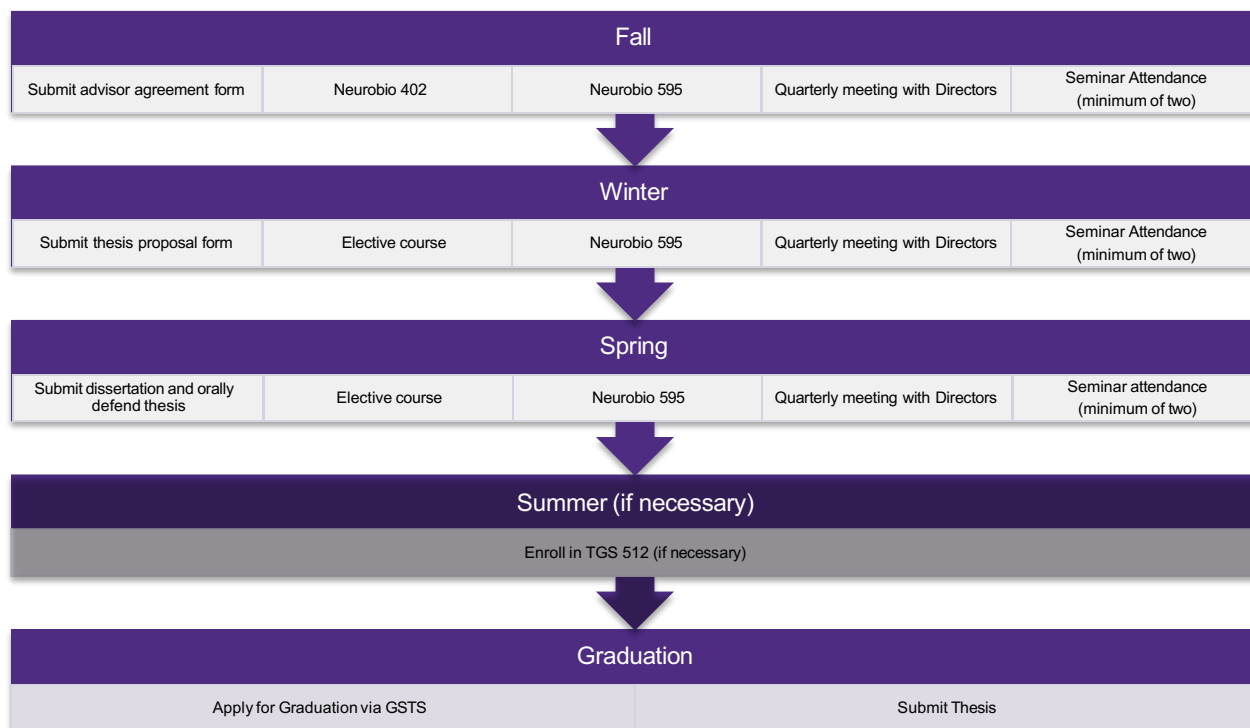 Fall
Submit advisor agreement form
Neurobio 402
Neurobio 595
Quarterly meeting with Directors
Seminar Attendance
(minimum of two)
Winter
Submit thesis proposal form
Elective course
Neurobio 595
Quarterly meeting with Directors
Seminar Attendance
(minimum of two)
Spring
Submit dissertation and orally
defend thesis
Elective course
Neurobio 595
Quarterly meeting with Directors
Seminar attendance
(minimum of two)
Summer (if necessary)
Enroll in TGS 512 (if necessary)
Graduation
Apply for Graduation via GSTS
Submit Thesis